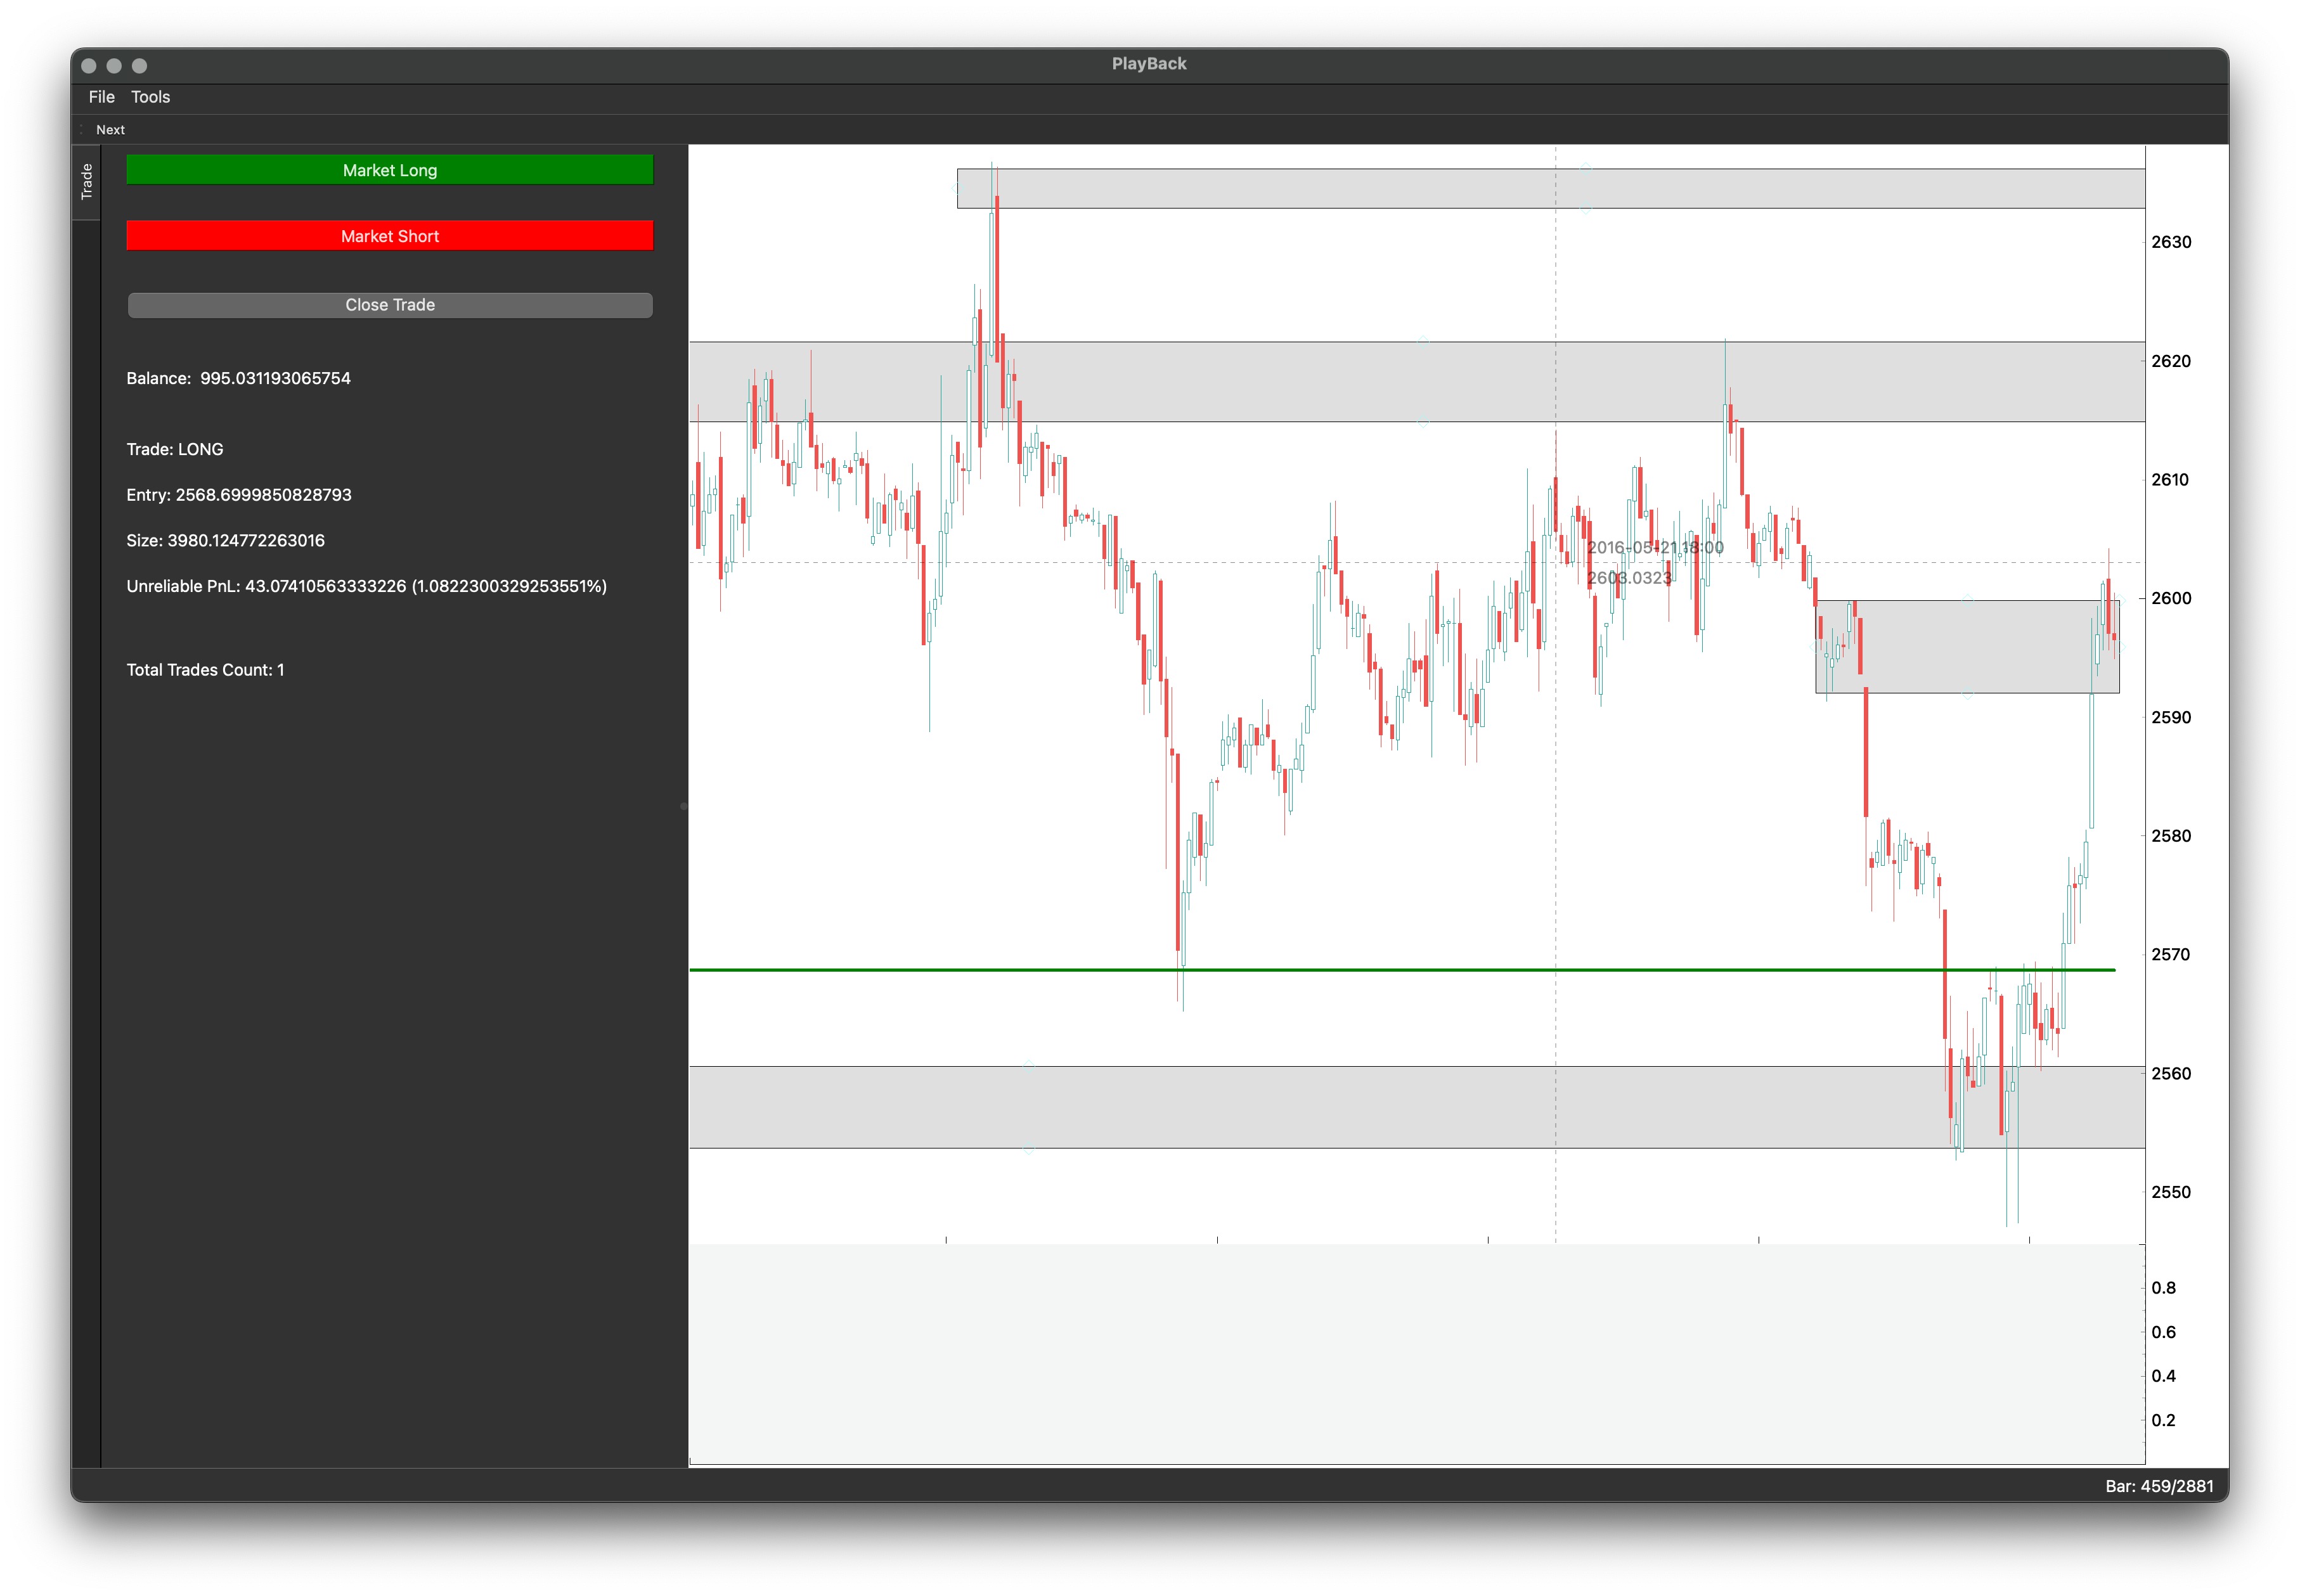 PlayBack
File Tools
Next
Trade
Market Long
Market Short
Close Trade
Balance: 995.031193065754
Trade: LONG
Entry: 2568.6999850828793
Size: 3980.124772263016
Unreliable PnL: 43.07410563333226 (1.0822300329253551%)
Total Trades Count: 1
2016-05-21 18:00
2603.0323
2630
2620
2610
2600
2590
2580
2570
2560
2550
0.8
0.6
0.4
0.2
Bar: 459/2881